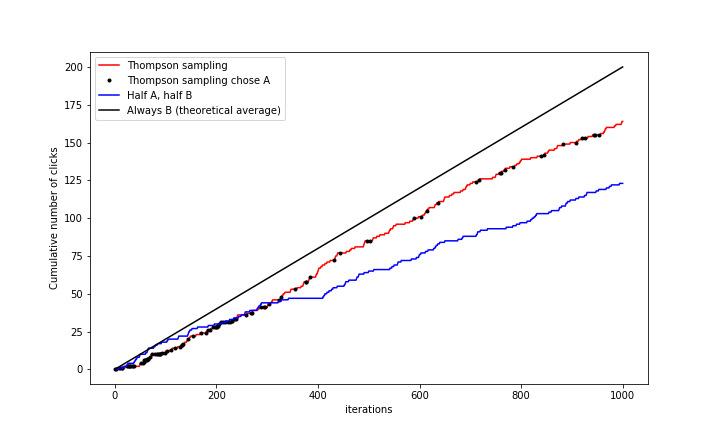 Thompson sampling
Thompson sampling chose A
Half A, half B
Always B (theoretical average)
200
175
150
125
100
75
50
25
0
Cumulative number of clicks
0 200 400 600 800 1000
iterations